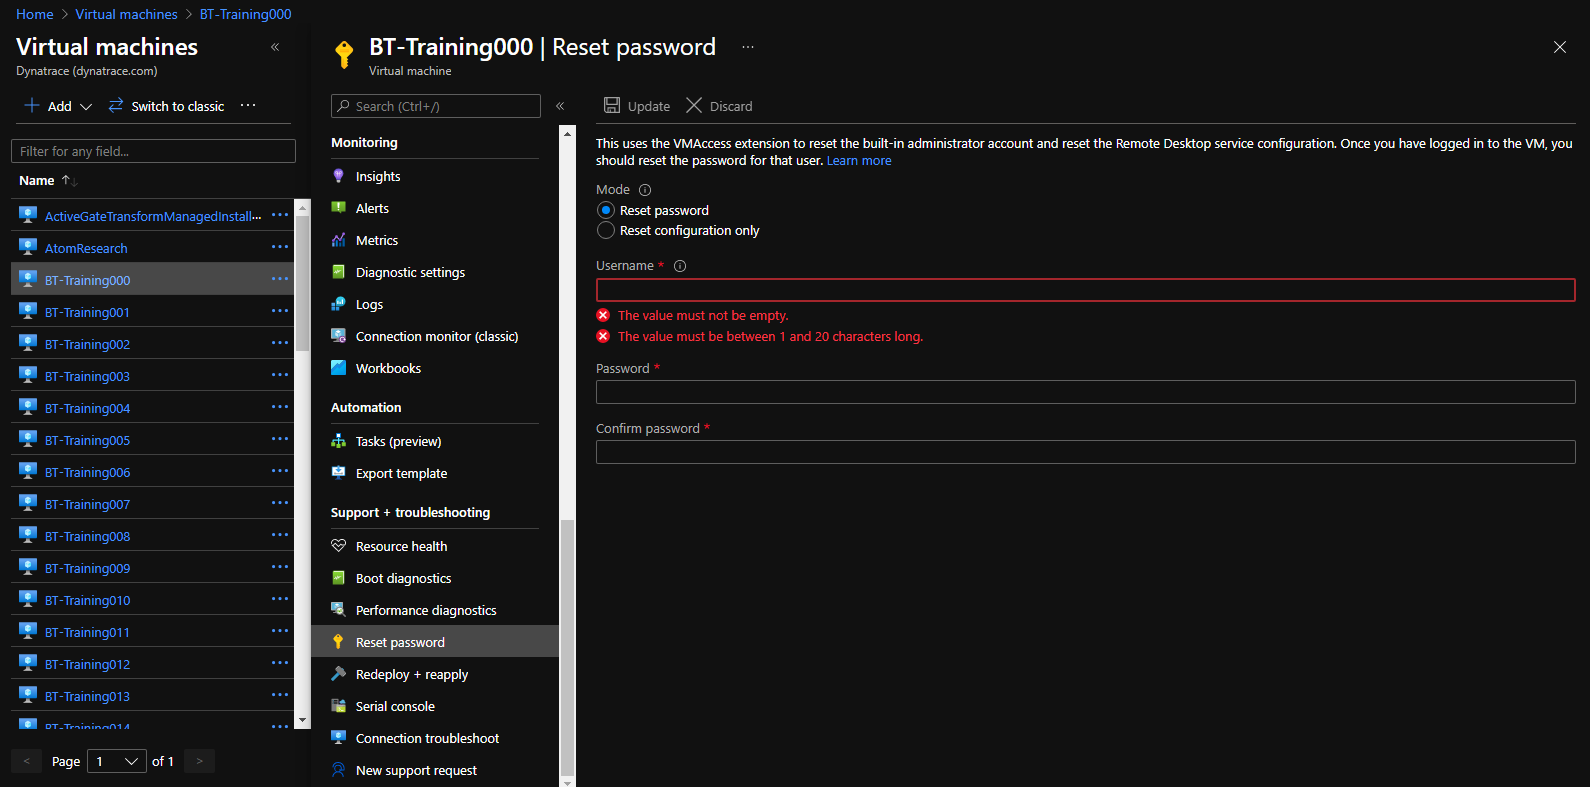 Home > Virtual machines > BT-Training000
Virtual machines
Dynatrace (dynatrace.com)
Add
Switch to classic
Filter for any field...
Name
ActiveGateTransformManagedInstall...
AtomResearch
BT-Training000
BT-Training001
BT-Training002
BT-Training003
BT-Training004
BT-Training005
BT-Training006
BT-Training007
BT-Training008
BT-Training009
BT-Training010
BT-Training011
BT-Training012
BT-Training013
BT-Training014
< Page 1 of 1 >
BT-Training000 | Reset password
Virtual machine
Search (Ctrl+/)
Monitoring
Insights
Alerts
Metrics
Diagnostic settings
Logs
Connection monitor (classic)
Workbooks
Automation
Tasks (preview)
Export template
Support + troubleshooting
Resource health
Boot diagnostics
Performance diagnostics
Reset password
Redeploy + reapply
Serial console
Connection troubleshoot
New support request
Update
Discard
This uses the VMAccess extension to reset the built-in administrator account and reset the Remote Desktop service configuration. Once you have logged in to the VM, you
should reset the password for that user. Learn more
Mode
Reset password
Reset configuration only
Username *
The value must not be empty.
The value must be between 1 and 20 characters long.
Password *
Confirm password *